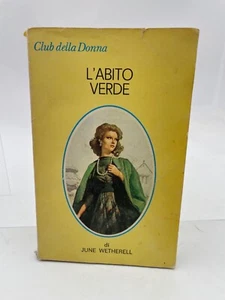 Club della Donna
L'ABITO
VERDE
di
JUNE WETHERELL